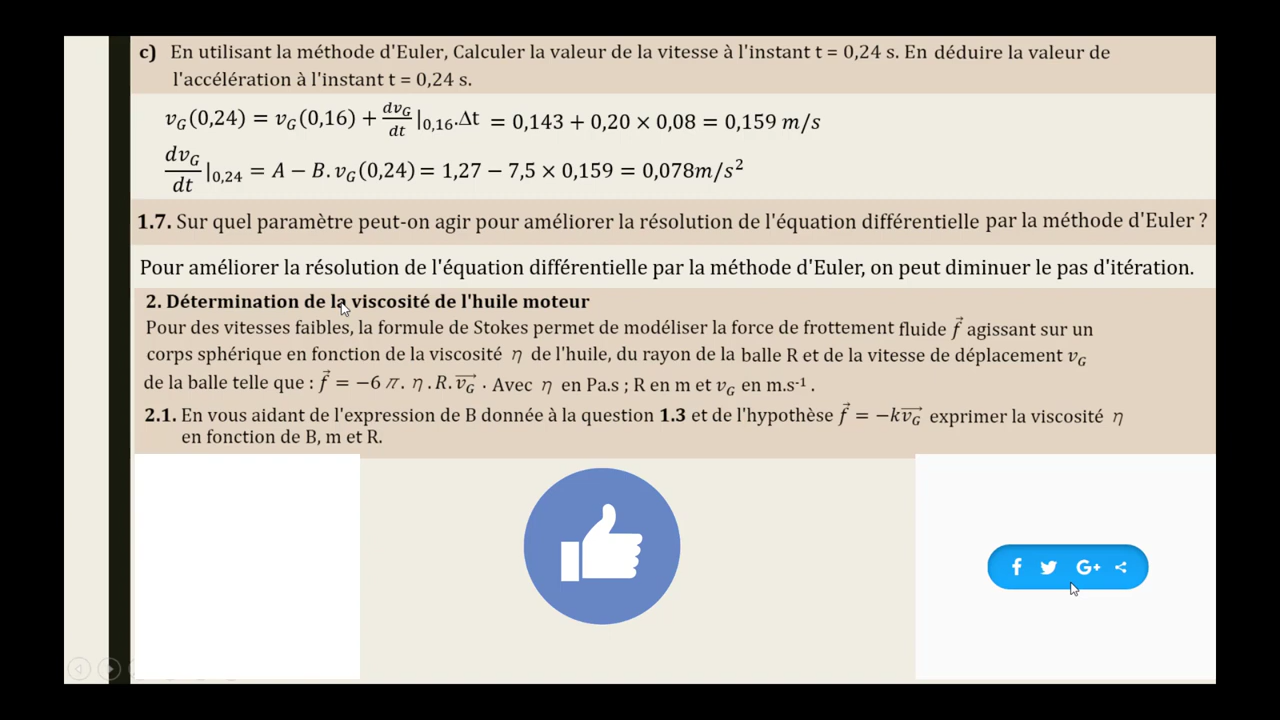 c) En utilisant la méthode d'Euler, Calculer la valeur de la vitesse à l'instant t = 0,24 s. En déduire la valeur de
l'accélération à l'instant t = 0,24 s.
v_G(0,24) = v_G(0,16) + dv_G/dt |_0,16.Δt = 0,143 + 0,20 × 0,08 = 0,159 m/s
dv_G/dt |_0,24 = A − B.v_G(0,24) = 1,27 − 7,5 × 0,159 = 0,078m/s²
1.7. Sur quel paramètre peut-on agir pour améliorer la résolution de l'équation différentielle par la méthode d'Euler ?
Pour améliorer la résolution de l'équation différentielle par la méthode d'Euler, on peut diminuer le pas d'itération.
2. Détermination de la viscosité de l'huile moteur
Pour des vitesses faibles, la formule de Stokes permet de modéliser la force de frottement fluide f⃗ agissant sur un
corps sphérique en fonction de la viscosité η de l'huile, du rayon de la balle R et de la vitesse de déplacement v_G
de la balle telle que : f⃗ = −6 π. η . R. v_G⃗ . Avec η en Pa.s ; R en m et v_G en m.s⁻¹ .
2.1. En vous aidant de l'expression de B donnée à la question 1.3 et de l'hypothèse f⃗ = −kv_G⃗ exprimer la viscosité η
en fonction de B, m et R.
f G+